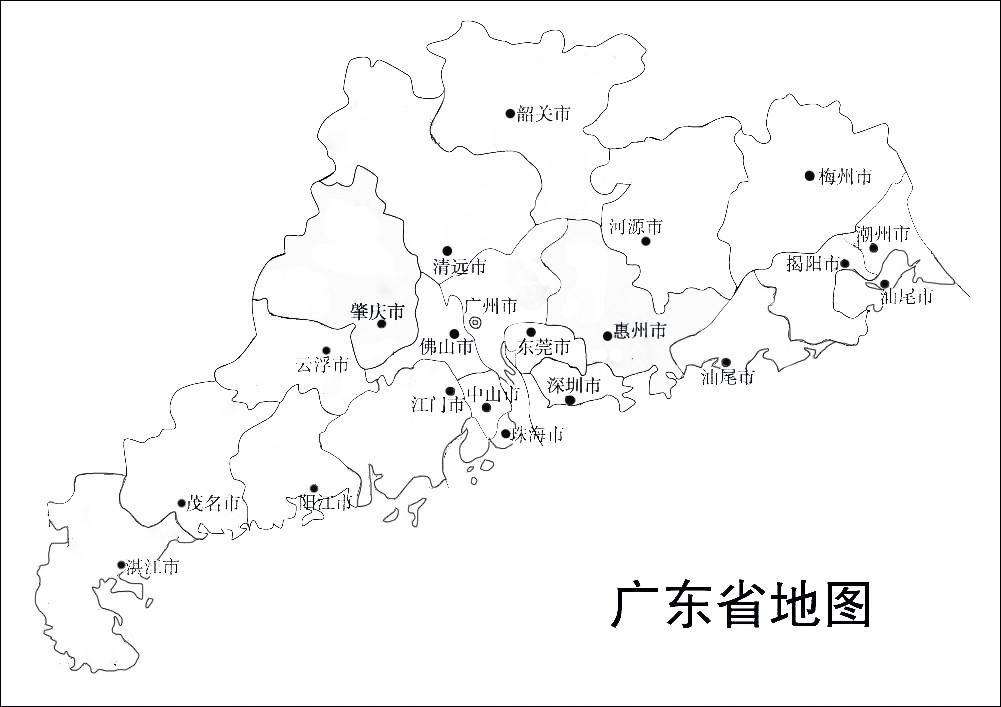 韶关市
梅州市
河源市
潮州市
清远市
揭阳市
汕尾市
广州市
肇庆市
惠州市
佛山市
东莞市
云浮市
汕尾市
深圳市
江门市
中山市
珠海市
茂名市
阳江市
湛江市
广东省地图